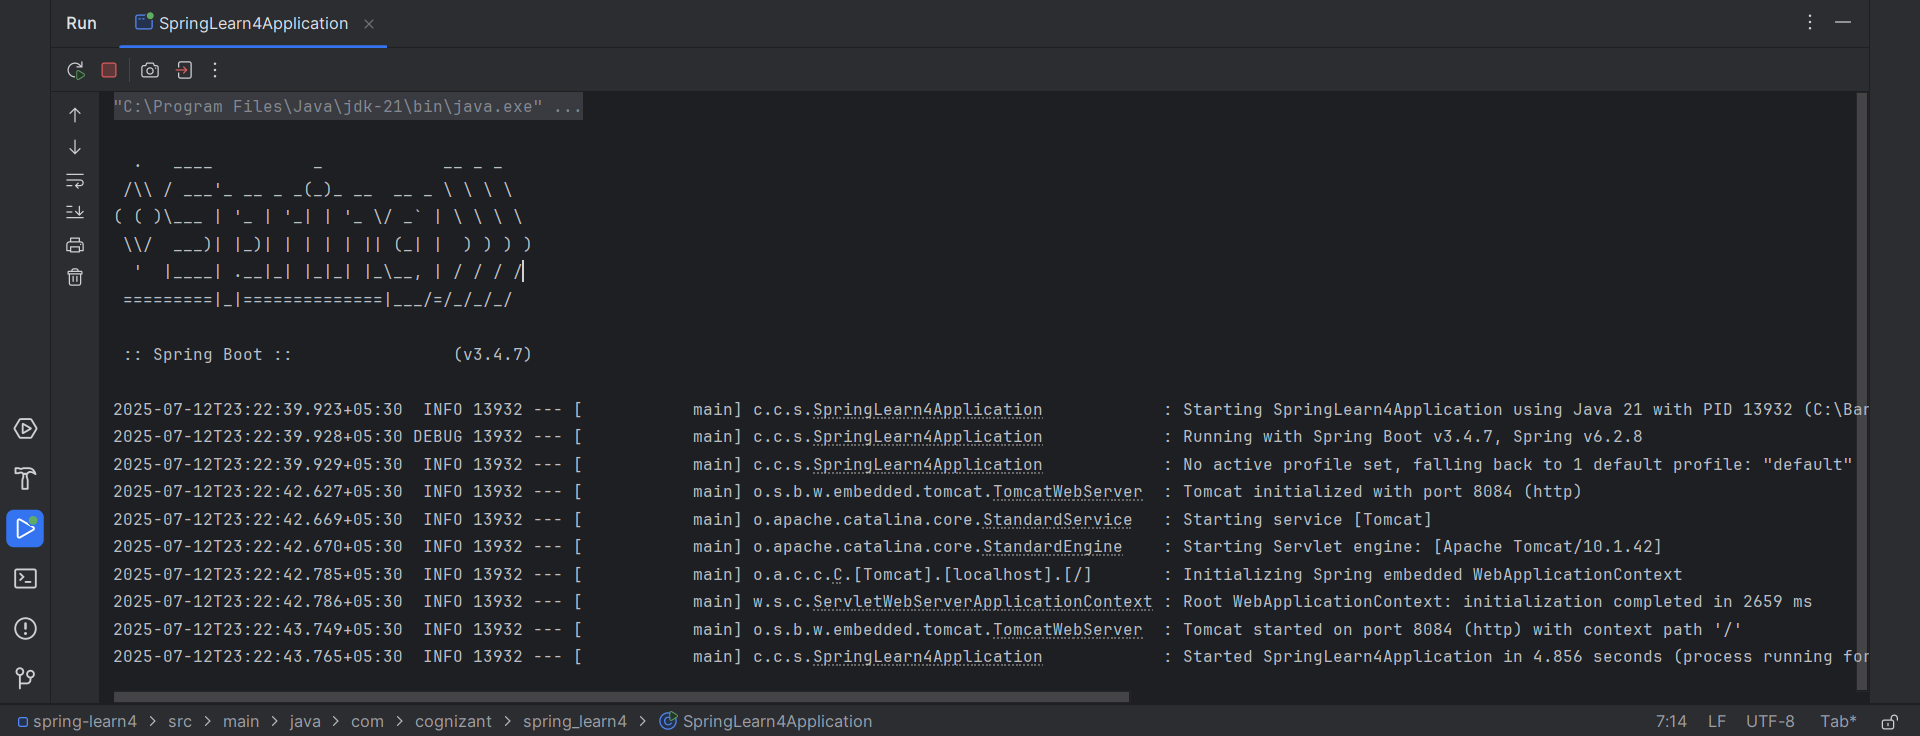 Run SpringLearn4Application
"C:\Program Files\Java\jdk-21\bin\java.exe" ...
  .   ____          _            __ _ _
 /\\ / ___'_ __ _ _(_)_ __  __ _ \ \ \ \
( ( )\___ | '_ | '_| | '_ \/ _` | \ \ \ \
 \\/  ___)| |_)| | | | | || (_| |  ) ) ) )
  '  |____| .__|_| |_|_| |_\__, | / / / /
 =========|_|==============|___/=/_/_/_/
 :: Spring Boot ::                (v3.4.7)
2025-07-12T23:22:39.923+05:30  INFO 13932 --- [           main] c.c.s.SpringLearn4Application            : Starting SpringLearn4Application using Java 21 with PID 13932 (C:\Bar
2025-07-12T23:22:39.928+05:30 DEBUG 13932 --- [           main] c.c.s.SpringLearn4Application            : Running with Spring Boot v3.4.7, Spring v6.2.8
2025-07-12T23:22:39.929+05:30  INFO 13932 --- [           main] c.c.s.SpringLearn4Application            : No active profile set, falling back to 1 default profile: "default"
2025-07-12T23:22:42.627+05:30  INFO 13932 --- [           main] o.s.b.w.embedded.tomcat.TomcatWebServer  : Tomcat initialized with port 8084 (http)
2025-07-12T23:22:42.669+05:30  INFO 13932 --- [           main] o.apache.catalina.core.StandardService   : Starting service [Tomcat]
2025-07-12T23:22:42.670+05:30  INFO 13932 --- [           main] o.apache.catalina.core.StandardEngine    : Starting Servlet engine: [Apache Tomcat/10.1.42]
2025-07-12T23:22:42.785+05:30  INFO 13932 --- [           main] o.a.c.c.C.[Tomcat].[localhost].[/]       : Initializing Spring embedded WebApplicationContext
2025-07-12T23:22:42.786+05:30  INFO 13932 --- [           main] w.s.c.ServletWebServerApplicationContext : Root WebApplicationContext: initialization completed in 2659 ms
2025-07-12T23:22:43.749+05:30  INFO 13932 --- [           main] o.s.b.w.embedded.tomcat.TomcatWebServer  : Tomcat started on port 8084 (http) with context path '/'
2025-07-12T23:22:43.765+05:30  INFO 13932 --- [           main] c.c.s.SpringLearn4Application            : Started SpringLearn4Application in 4.856 seconds (process running for
spring-learn4 > src > main > java > com > cognizant > spring_learn4 > SpringLearn4Application 7:14 LF UTF-8 Tab*